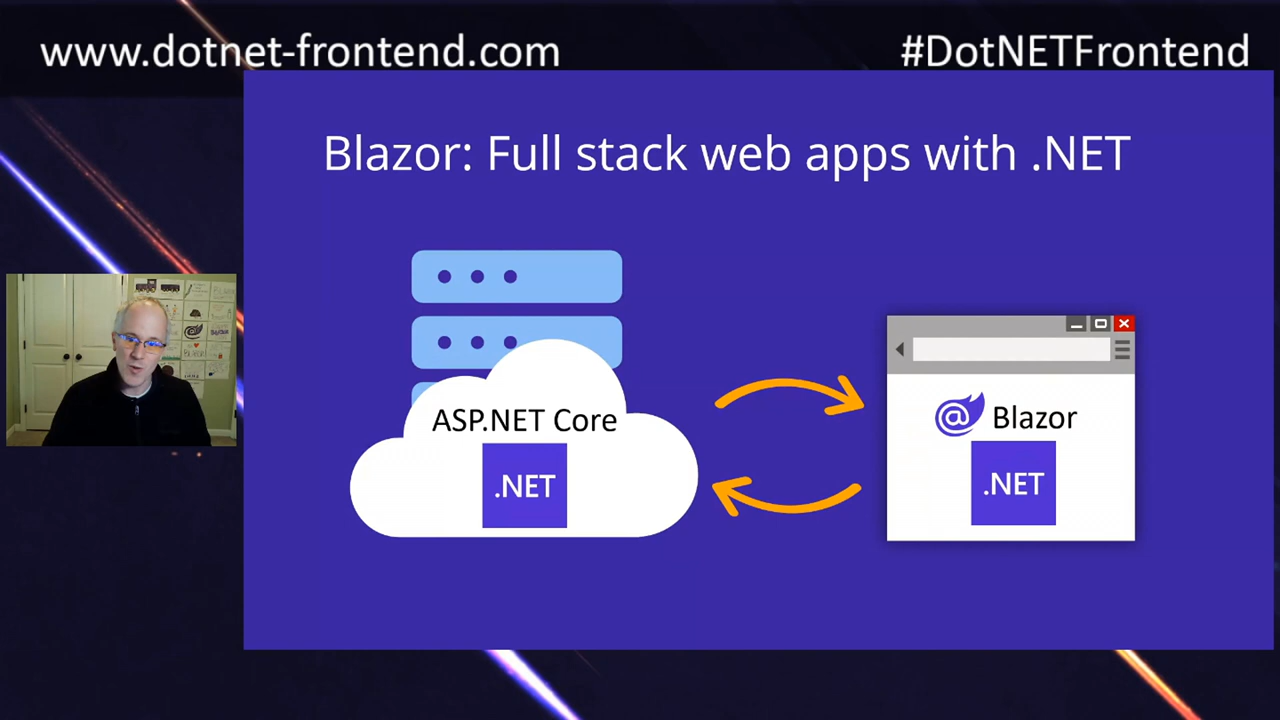 www.dotnet-frontend.com
#DotNETFrontend
Blazor: Full stack web apps with .NET
ASP.NET Core
.NET
@ Blazor
.NET